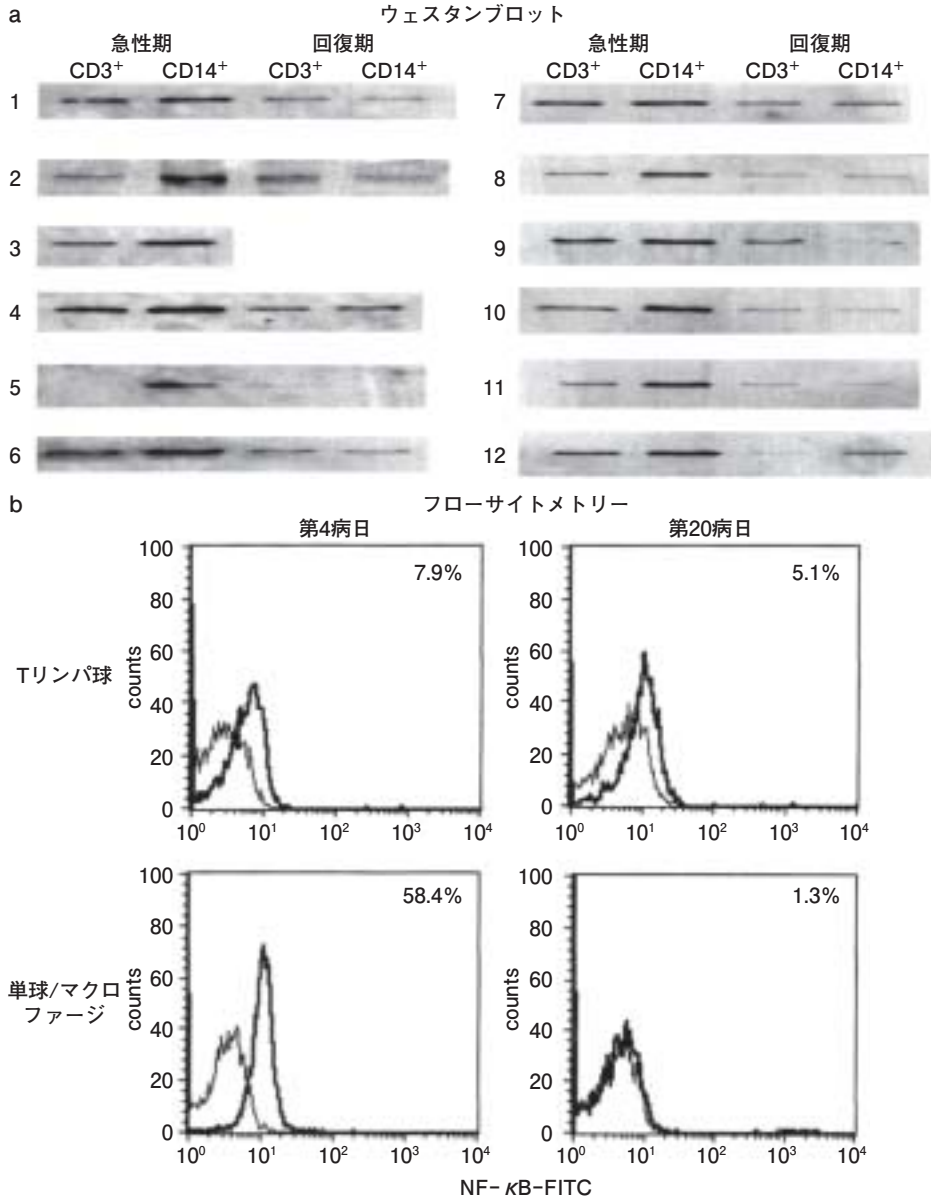 a
ウェスタンブロット
急性期 回復期 急性期 回復期
CD3+ CD14+ CD3+ CD14+ CD3+ CD14+ CD3+ CD14+
1 7
2 8
3 9
4 10
5 11
6 12
b
フローサイトメトリー
第4病日 第20病日
Tリンパ球
counts
100
80
60
40
20
0
7.9%
10⁰ 10¹ 10² 10³ 10⁴
counts
100
80
60
40
20
0
5.1%
10⁰ 10¹ 10² 10³ 10⁴
単球/マクロ
ファージ
counts
100
80
60
40
20
0
58.4%
10⁰ 10¹ 10² 10³ 10⁴
counts
100
80
60
40
20
0
1.3%
10⁰ 10¹ 10² 10³ 10⁴
NF-κB-FITC